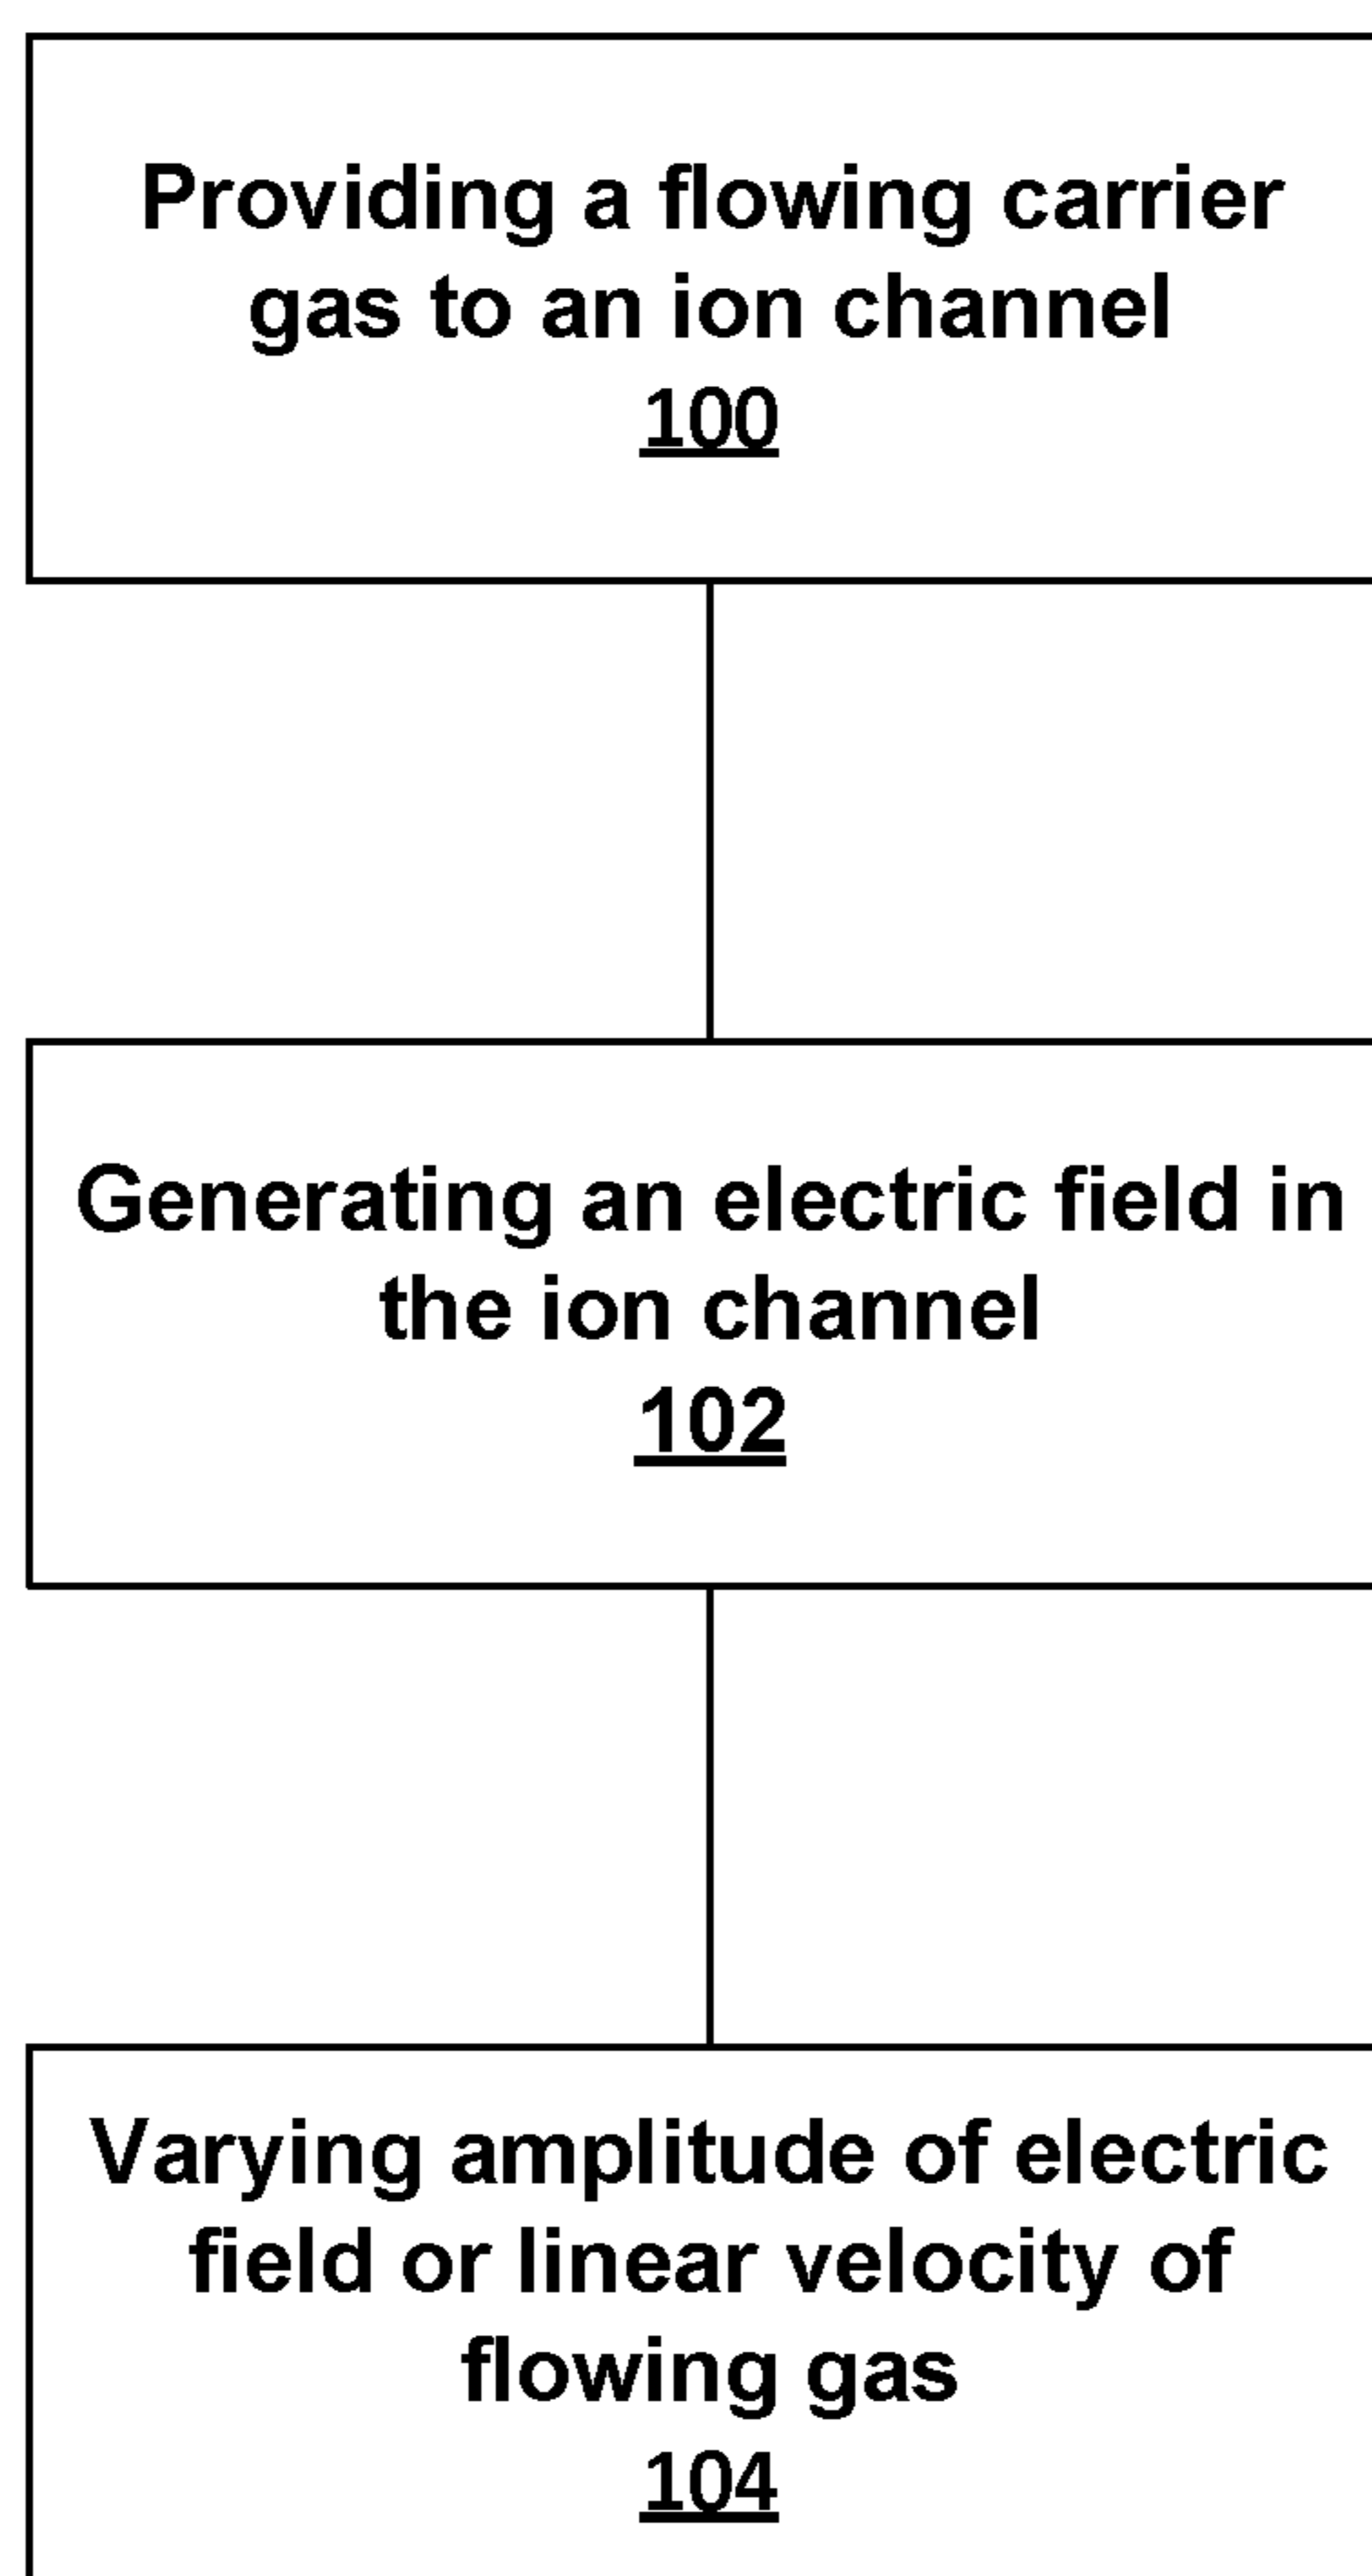 Providing a flowing carrier
gas to an ion channel
100
Generating an electric field in
the ion channel
102
Varying amplitude of electric
field or linear velocity of
flowing gas
104